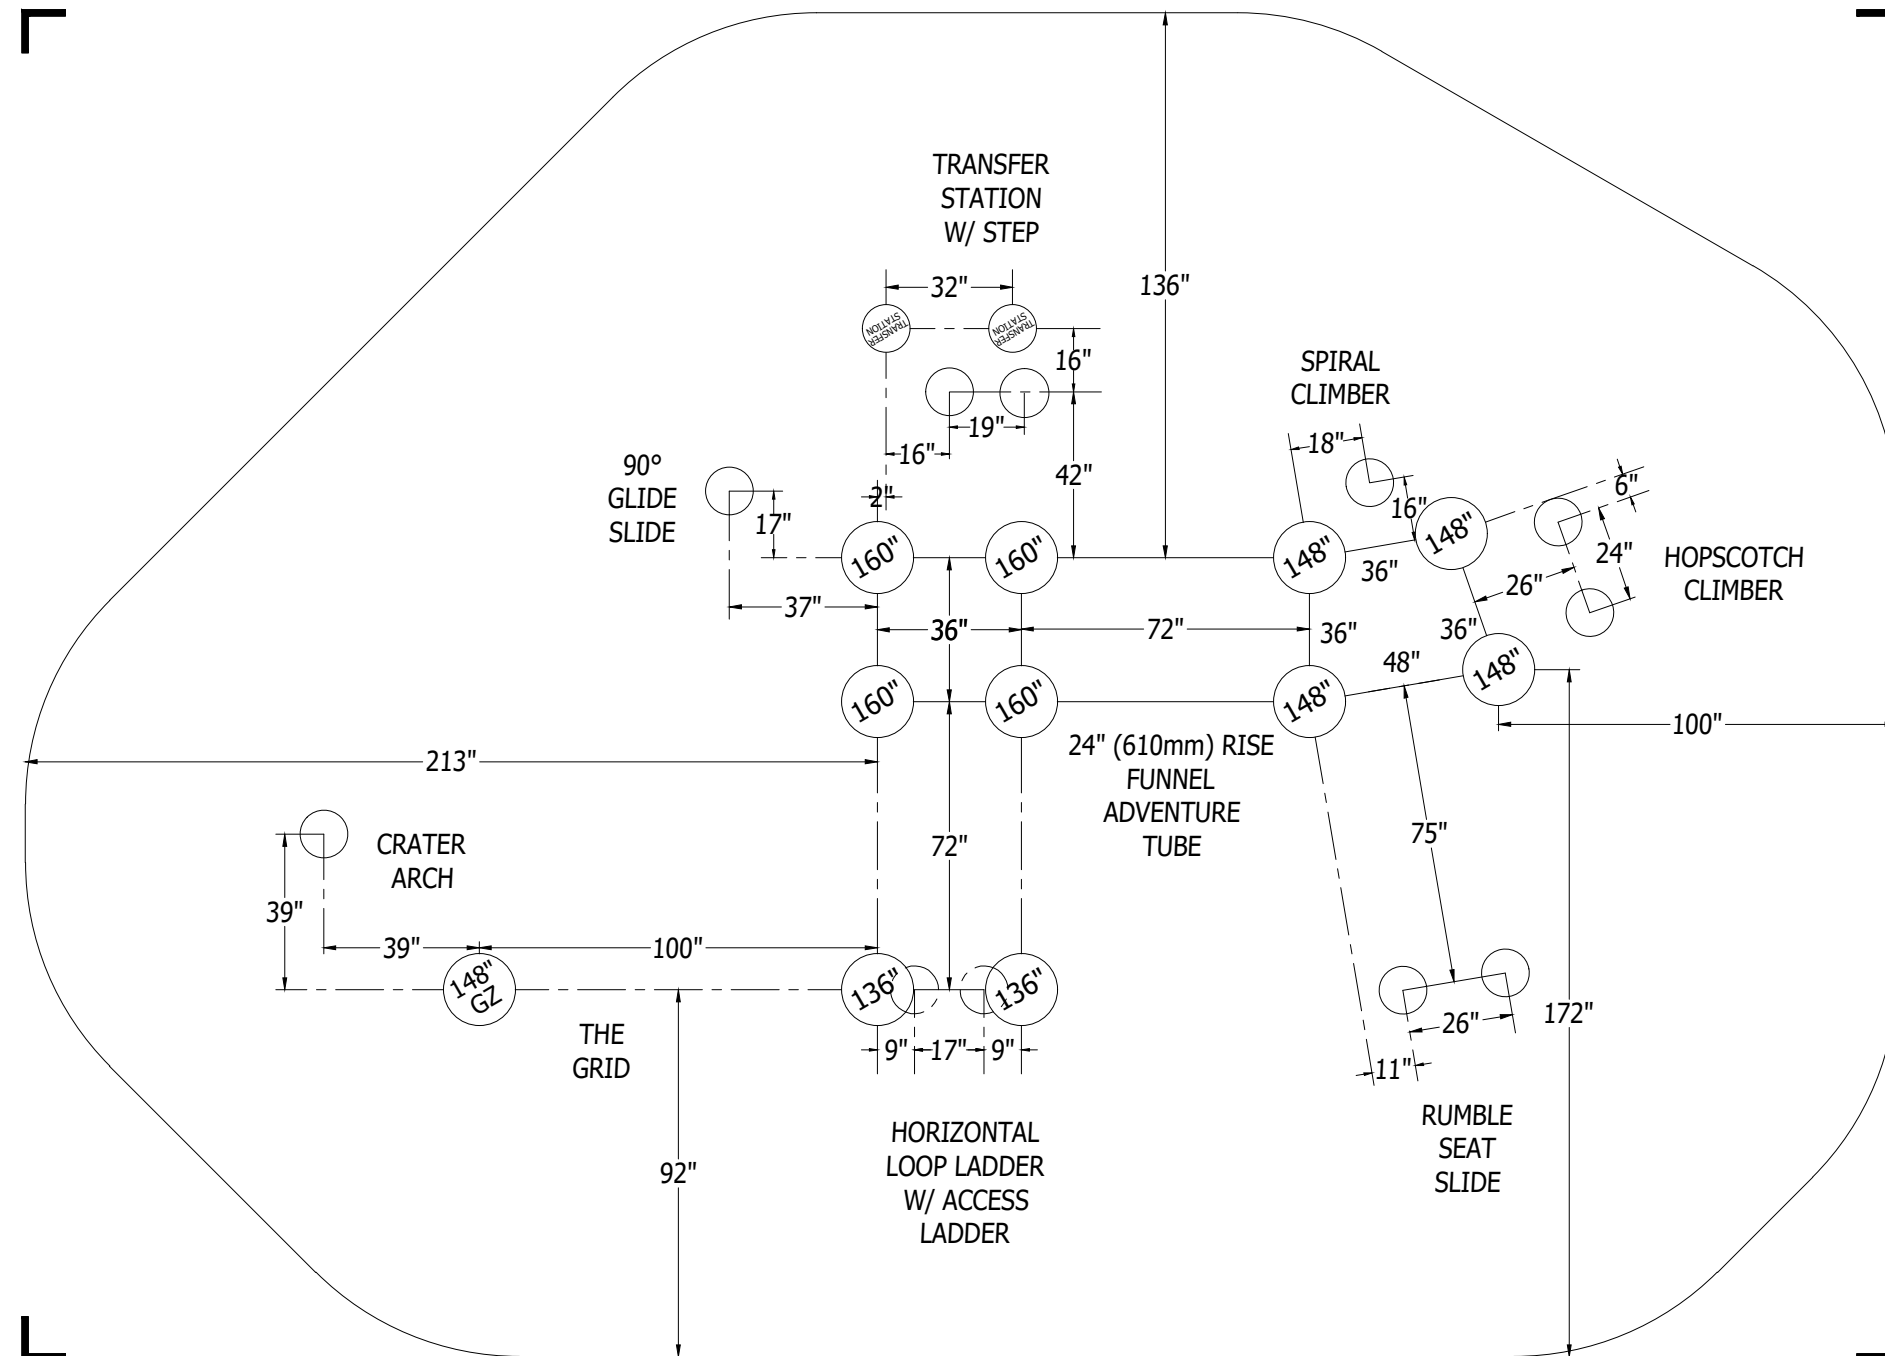 TRANSFER
STATION
W/ STEP
136"
32"
TRANSFER
STATION
TRANSFER
STATION
16"
19"
16"
42"
2"
90°
GLIDE
SLIDE
17"
37"
SPIRAL
CLIMBER
18"
16"
6"
24"
26"
HOPSCOTCH
CLIMBER
160"
160"
148"
148"
36"
36"
72"
36"
36"
48"
160"
160"
148"
148"
100"
24" (610mm) RISE
FUNNEL
ADVENTURE
TUBE
213"
72"
75"
CRATER
ARCH
39"
39"
100"
148"
GZ
136"
136"
THE
GRID
9"
17"
9"
26"
11"
172"
92"
HORIZONTAL
LOOP LADDER
W/ ACCESS
LADDER
RUMBLE
SEAT
SLIDE